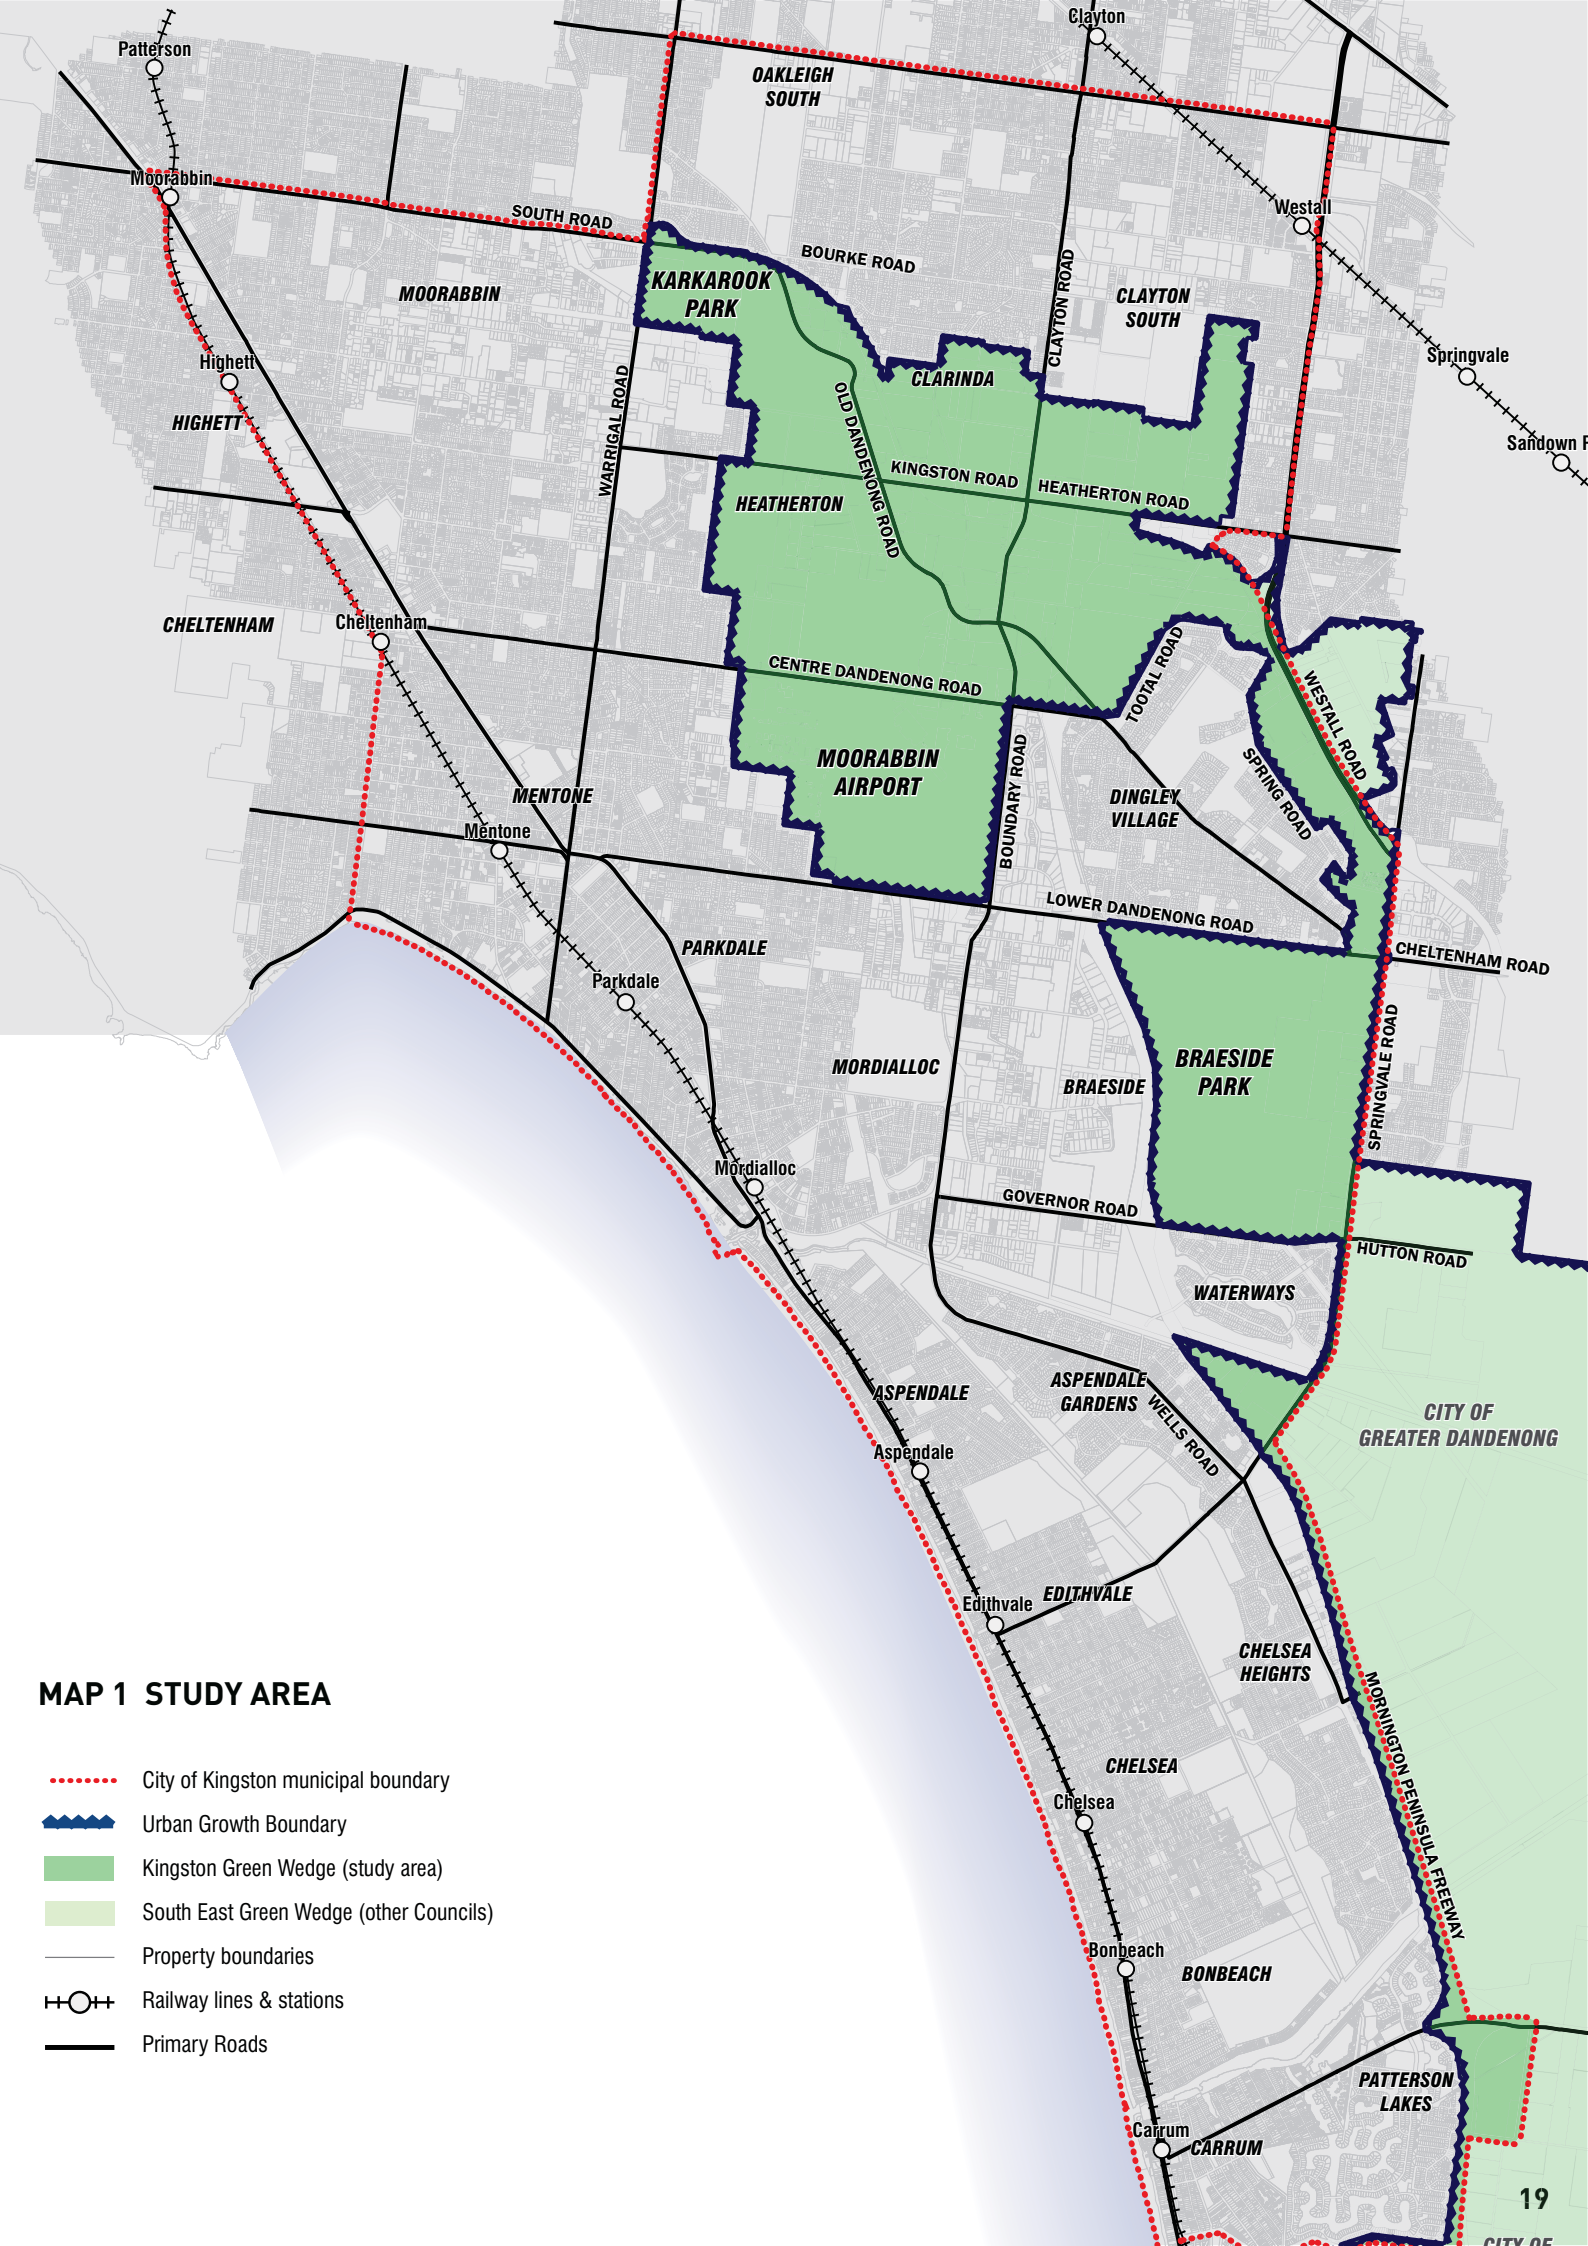 Clayton
Patterson
OAKLEIGH
SOUTH
Moorabbin
SOUTH ROAD
Westall
BOURKE ROAD
KARKAROOK
PARK
MOORABBIN
CLAYTON ROAD
CLAYTON
SOUTH
Highett
Springvale
CLARINDA
HIGHETT
WARRIGAL ROAD
OLD DANDENONG ROAD
KINGSTON ROAD
HEATHERTON ROAD
HEATHERTON
Cheltenham
CHELTENHAM
CENTRE DANDENONG ROAD
TOOTAL ROAD
WESTALL ROAD
MOORABBIN
AIRPORT
BOUNDARY ROAD
SPRING ROAD
MENTONE
DINGLEY
VILLAGE
Mentone
LOWER DANDENONG ROAD
PARKDALE
CHELTENHAM ROAD
Parkdale
MORDIALLOC
BRAESIDE
BRAESIDE
PARK
SPRINGVALE ROAD
Mordialloc
GOVERNOR ROAD
HUTTON ROAD
WATERWAYS
ASPENDALE
ASPENDALE
GARDENS
WELLS ROAD
CITY OF
GREATER DANDENONG
Aspendale
Edithvale
EDITHVALE
CHELSEA
HEIGHTS
MORNINGTON PENINSULA FREEWAY
MAP 1 STUDY AREA
City of Kingston municipal boundary
Urban Growth Boundary
Kingston Green Wedge (study area)
South East Green Wedge (other Councils)
Property boundaries
Railway lines & stations
Primary Roads
CHELSEA
Chelsea
Bonbeach
BONBEACH
PATTERSON
LAKES
Carrum
CARRUM
19
CITY OF
Sandown